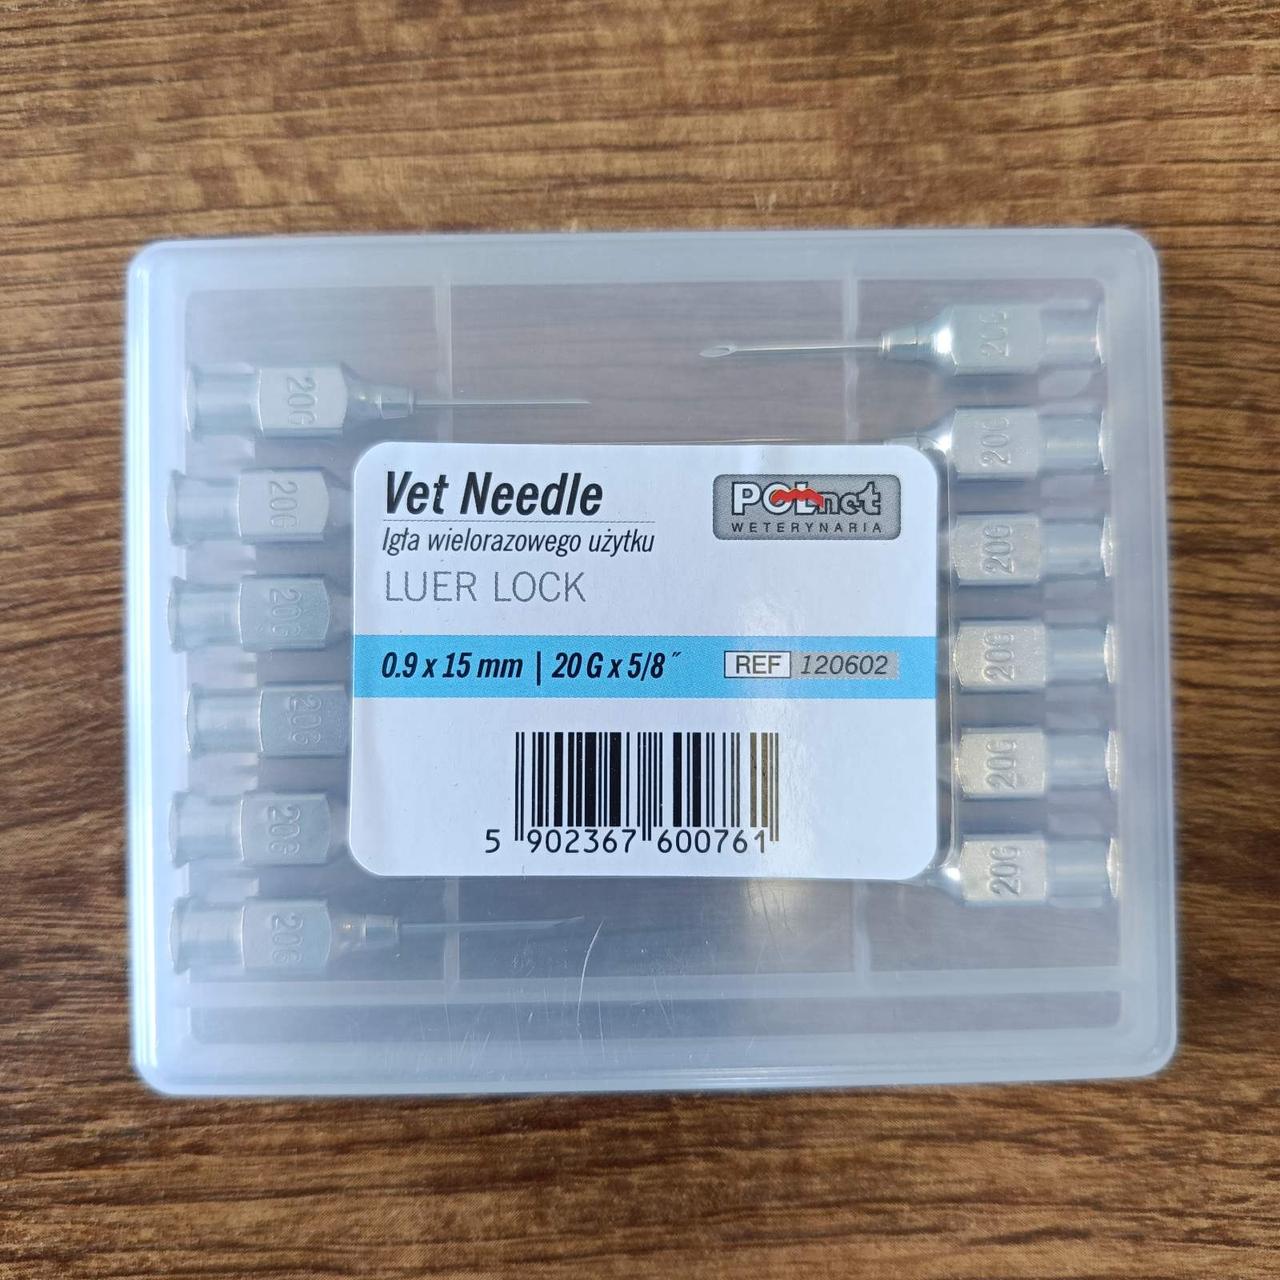 Vet Needle
Igła wielorazowego użytku
LUER LOCK
POLnet
WETERYNARIA
0.9 x 15 mm | 20 G x 5/8″
REF 120602
5 902367 600761
20G
20G
20G
20G
20G
20G
20G
20G
20G
20G
20G
20G